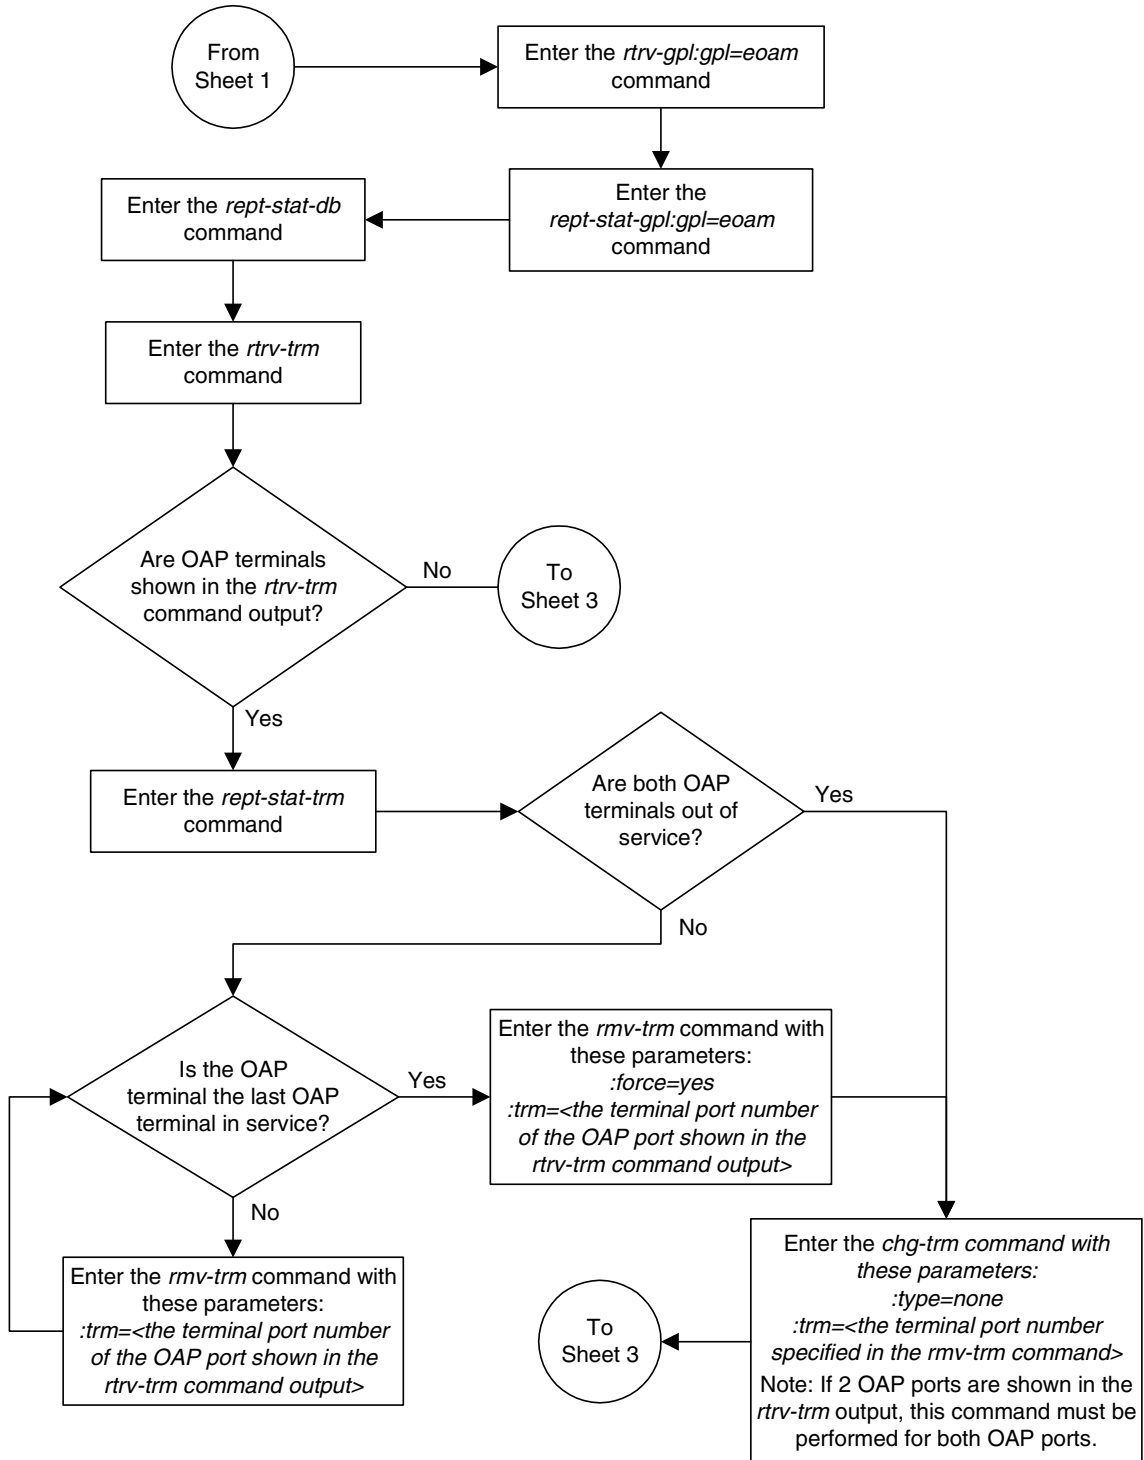 From
Sheet 1
Enter the rtrv-gpl:gpl=eoam
command
Enter the
rept-stat-gpl:gpl=eoam
command
Enter the rept-stat-db
command
Enter the rtrv-trm
command
Are OAP terminals
shown in the rtrv-trm
command output?
No
To
Sheet 3
Yes
Enter the rept-stat-trm
command
Are both OAP
terminals out of
service?
Yes
No
Is the OAP
terminal the last OAP
terminal in service?
Yes
Enter the rmv-trm command with
these parameters:
:force=yes
:trm=<the terminal port number
of the OAP port shown in the
rtrv-trm command output>
No
Enter the rmv-trm command with
these parameters:
:trm=<the terminal port number
of the OAP port shown in the
rtrv-trm command output>
Enter the chg-trm command with
these parameters:
:type=none
:trm=<the terminal port number
specified in the rmv-trm command>
Note: If 2 OAP ports are shown in the
rtrv-trm output, this command must be
performed for both OAP ports.
To
Sheet 3